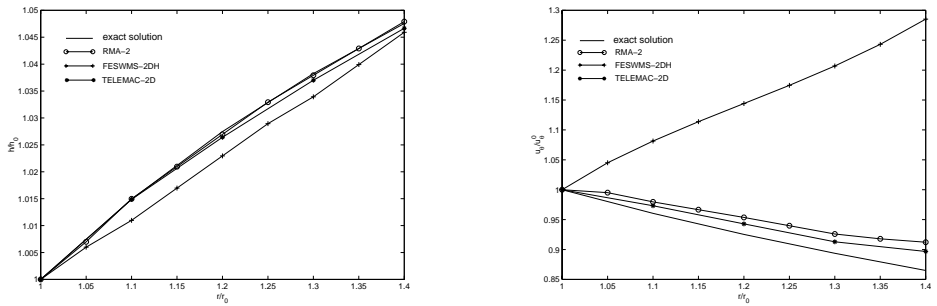 1.05
1.045
1.04
1.035
1.03
1.025
1.02
1.015
1.01
1.005
1
h/h0
exact solution
RMA−2
FESWMS−2DH
TELEMAC−2D
1 1.05 1.1 1.15 1.2 1.25 1.3 1.35 1.4
r/r0
1.3
1.25
1.2
1.15
1.1
1.05
1
0.95
0.9
0.85
uθ/uθ0
exact solution
RMA−2
FESWMS−2DH
TELEMAC−2D
1 1.05 1.1 1.15 1.2 1.25 1.3 1.35 1.4
r/r0